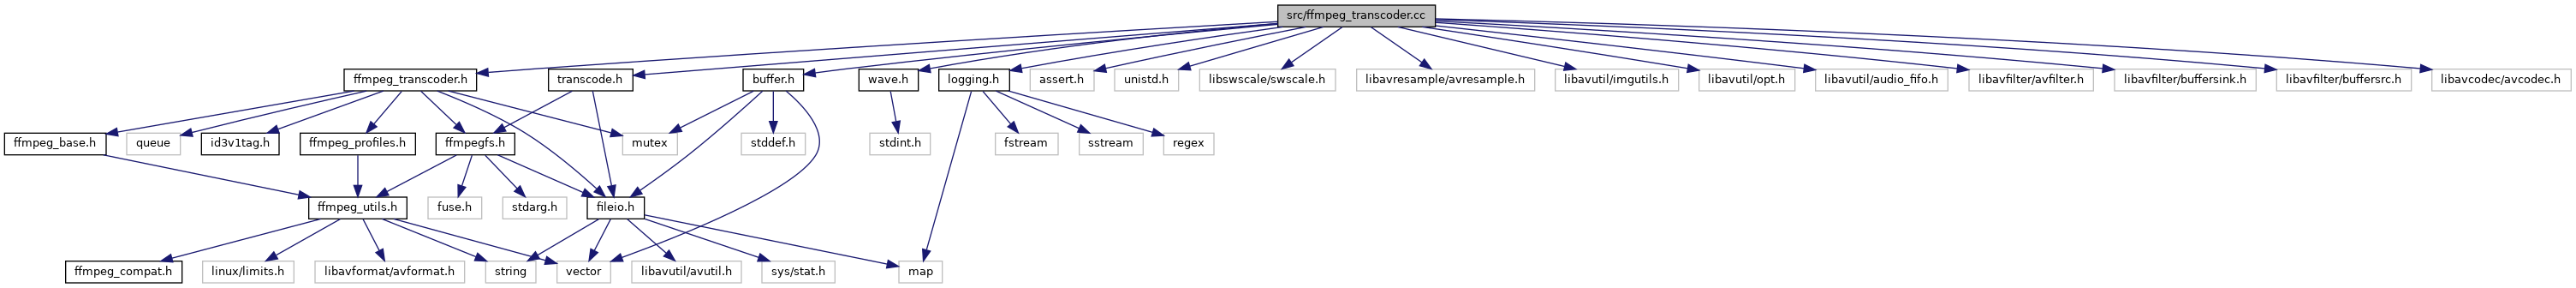 src/ffmpeg_transcoder.cc
ffmpeg_transcoder.h
transcode.h
buffer.h
wave.h
logging.h
assert.h
unistd.h
libswscale/swscale.h
libavresample/avresample.h
libavutil/imgutils.h
libavutil/opt.h
libavutil/audio_fifo.h
libavfilter/avfilter.h
libavfilter/buffersink.h
libavfilter/buffersrc.h
libavcodec/avcodec.h
ffmpeg_base.h
queue
id3v1tag.h
ffmpeg_profiles.h
ffmpegfs.h
mutex
stddef.h
stdint.h
fstream
sstream
regex
ffmpeg_utils.h
fuse.h
stdarg.h
fileio.h
ffmpeg_compat.h
linux/limits.h
libavformat/avformat.h
string
vector
libavutil/avutil.h
sys/stat.h
map